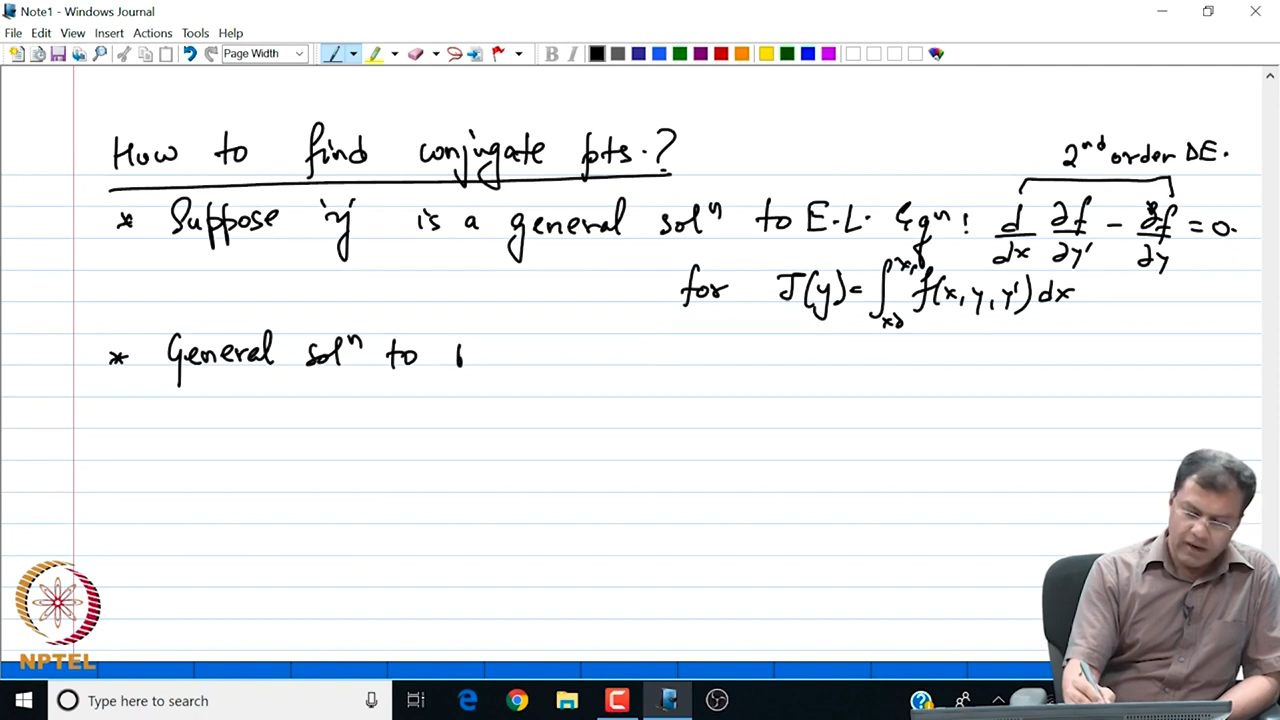 Note1 - Windows Journal
File Edit View Insert Actions Tools Help
Page Width B I
How to find conjugate pts.?
2nd order DE.
* Suppose 'y' is a general solⁿ to E.L. Eqⁿ: d/dx ∂f/∂y' - ∂f/∂y = 0.
for J(y) = ∫_{x0}^{x1} f(x, y, y') dx
* General solⁿ to
NPTEL
Type here to search